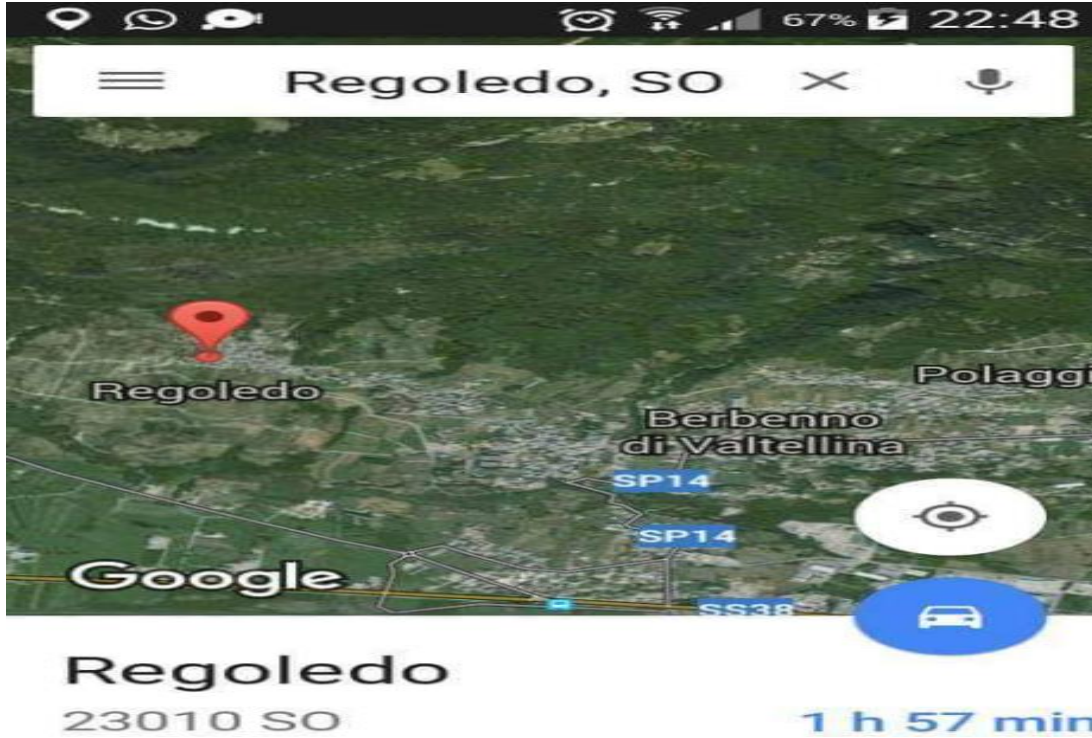 67% 22:48
Regoledo, SO
Regoledo
Polaggi
Berbenno
di Valtellina
SP14
SP14
Google
SS38
Regoledo
23010 SO
1 h 57 min